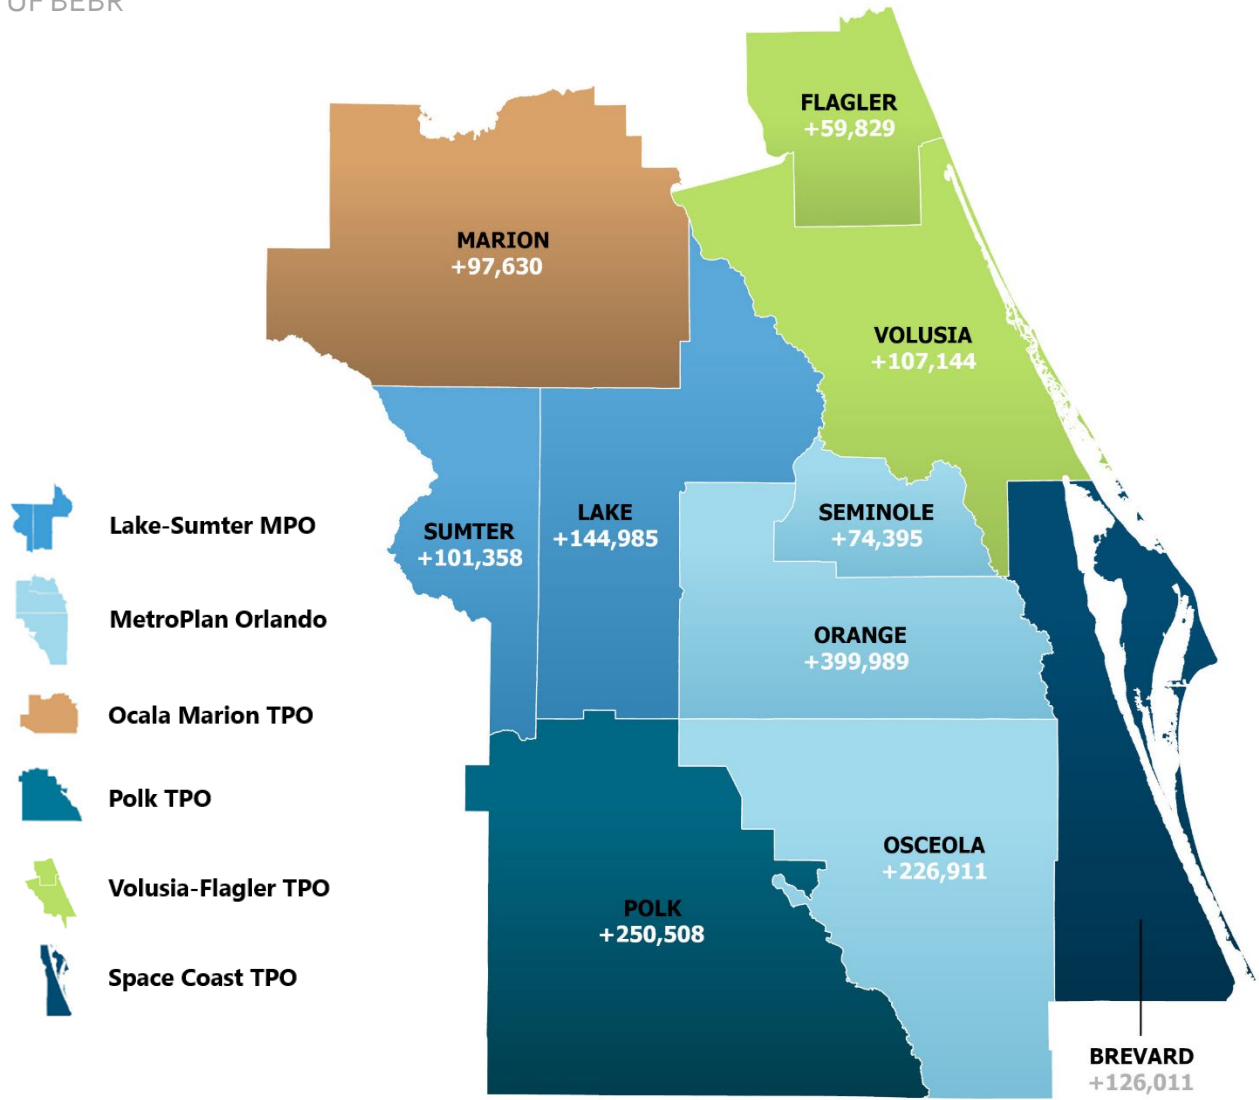 UF BEBR
FLAGLER
+59,829
MARION
+97,630
VOLUSIA
+107,144
SUMTER
+101,358
LAKE
+144,985
SEMINOLE
+74,395
ORANGE
+399,989
OSCEOLA
+226,911
POLK
+250,508
BREVARD
+126,011
Lake-Sumter MPO
MetroPlan Orlando
Ocala Marion TPO
Polk TPO
Volusia-Flagler TPO
Space Coast TPO